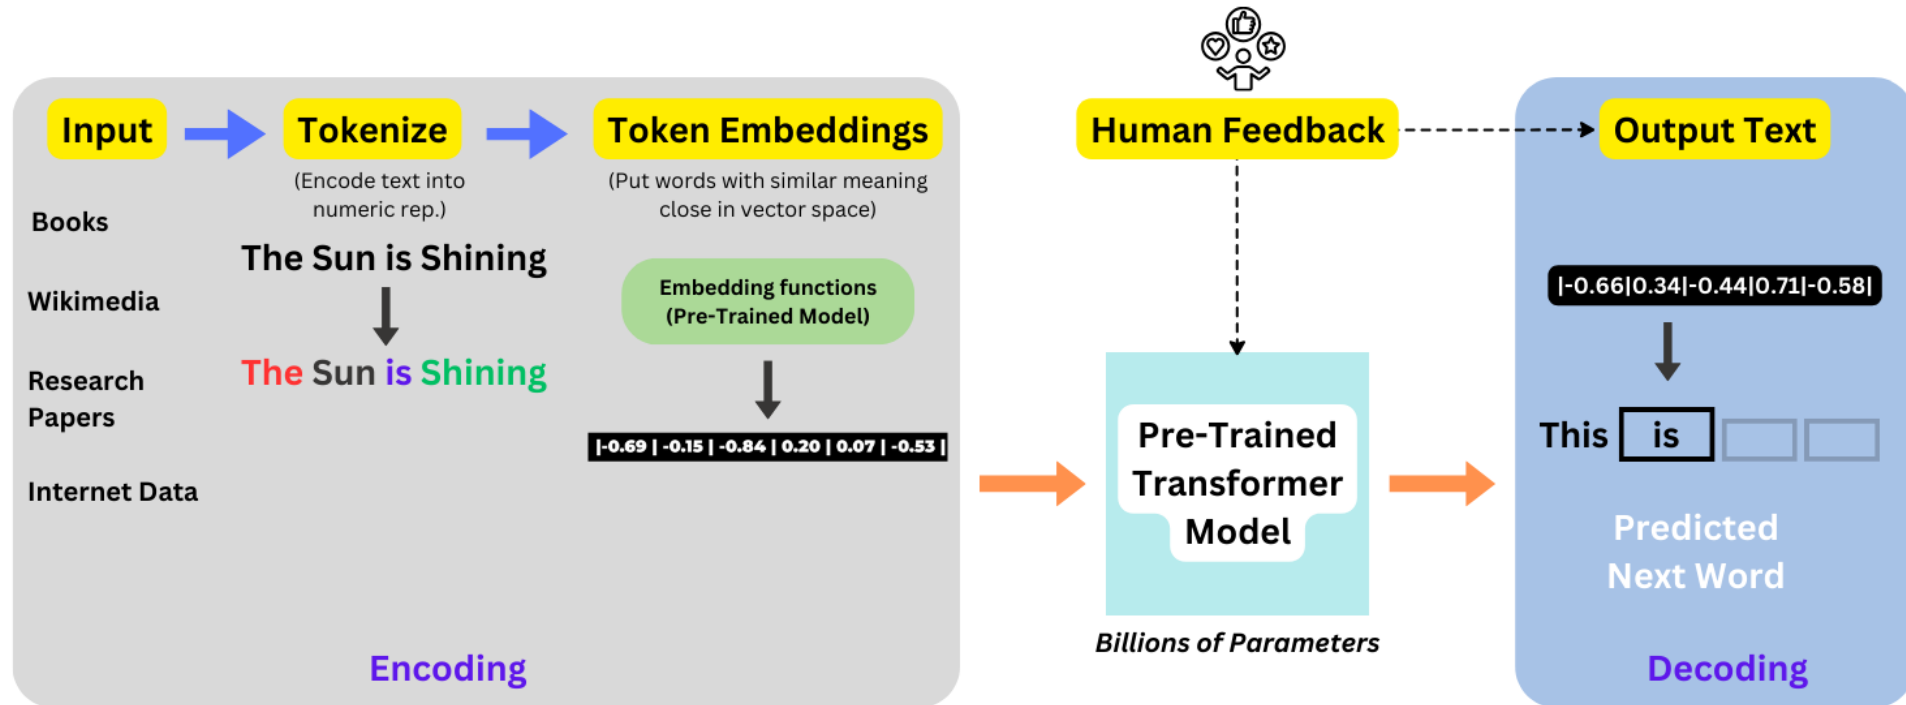 Input
Tokenize
Token Embeddings
(Encode text into
numeric rep.)
(Put words with similar meaning
close in vector space)
Books
Wikimedia
Research
Papers
Internet Data
The Sun is Shining
The Sun is Shining
Embedding functions
(Pre-Trained Model)
|-0.69 | -0.15 | -0.84 | 0.20 | 0.07 | -0.53 |
Encoding
Human Feedback
Pre-Trained
Transformer
Model
Billions of Parameters
Output Text
|-0.66|0.34|-0.44|0.71|-0.58|
This is
Predicted
Next Word
Decoding